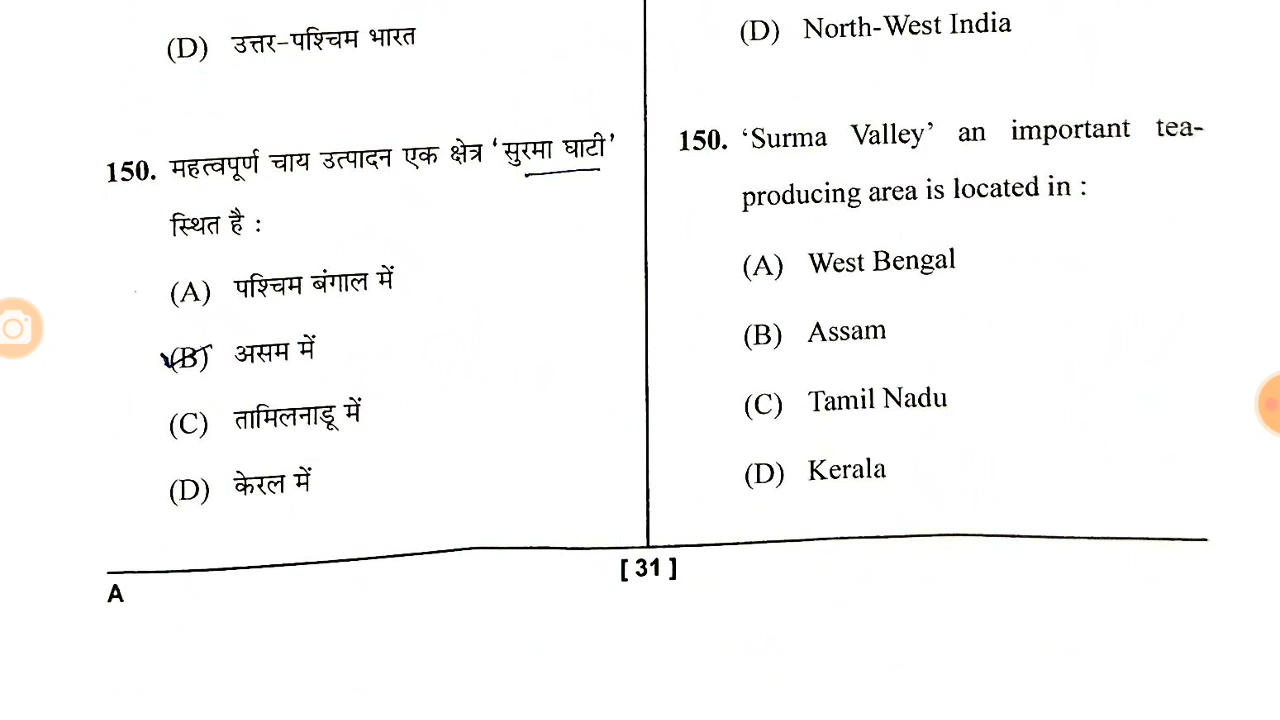 (D) उत्तर-पश्चिम भारत
150. महत्वपूर्ण चाय उत्पादन एक क्षेत्र 'सुरमा घाटी'
स्थित है :
(A) पश्चिम बंगाल में
(B) असम में
(C) तामिलनाडू में
(D) केरल में
(D) North-West India
150. 'Surma Valley' an important tea-
producing area is located in :
(A) West Bengal
(B) Assam
(C) Tamil Nadu
(D) Kerala
[ 31 ]
A